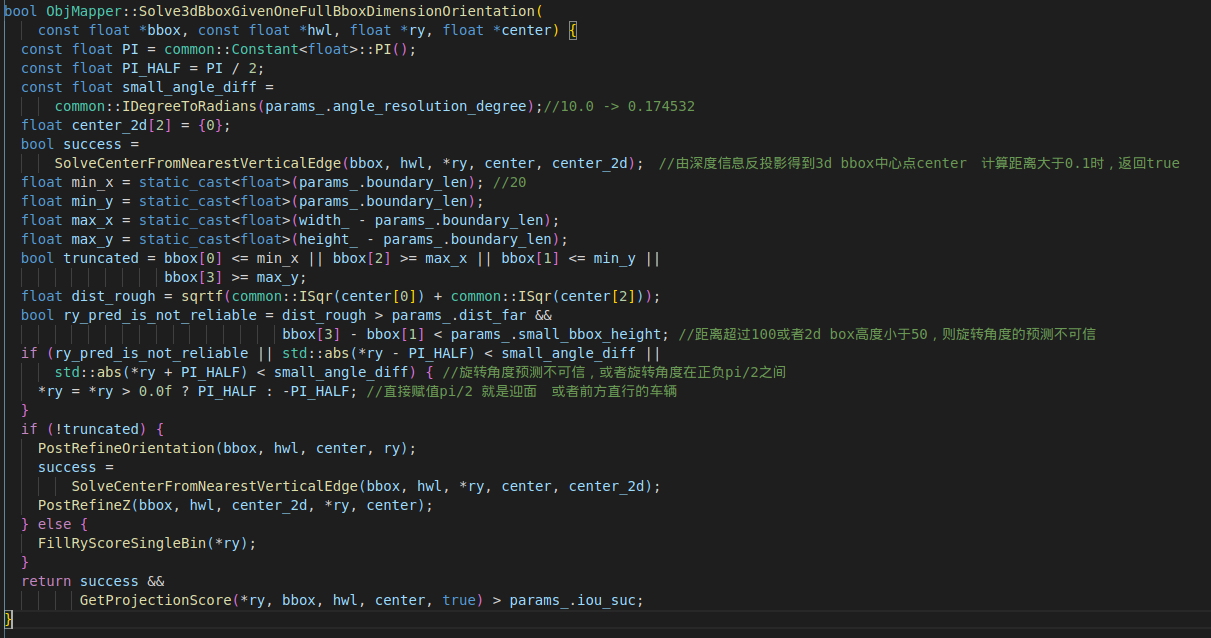 bool ObjMapper::Solve3dBboxGivenOneFullBboxDimensionOrientation(
    const float *bbox, const float *hwl, float *ry, float *center) {
  const float PI = common::Constant<float>::PI();
  const float PI_HALF = PI / 2;
  const float small_angle_diff =
      common::IDegreeToRadians(params_.angle_resolution_degree);//10.0 -> 0.174532
  float center_2d[2] = {0};
  bool success =
      SolveCenterFromNearestVerticalEdge(bbox, hwl, *ry, center, center_2d);  //由深度信息反投影得到3d bbox中心点center  计算距离大于0.1时，返回true
  float min_x = static_cast<float>(params_.boundary_len); //20
  float min_y = static_cast<float>(params_.boundary_len);
  float max_x = static_cast<float>(width_ - params_.boundary_len);
  float max_y = static_cast<float>(height_ - params_.boundary_len);
  bool truncated = bbox[0] <= min_x || bbox[2] >= max_x || bbox[1] <= min_y ||
                   bbox[3] >= max_y;
  float dist_rough = sqrtf(common::ISqr(center[0]) + common::ISqr(center[2]));
  bool ry_pred_is_not_reliable = dist_rough > params_.dist_far &&
                                 bbox[3] - bbox[1] < params_.small_bbox_height; //距离超过100或者2d box高度小于50，则旋转角度的预测不可信
  if (ry_pred_is_not_reliable || std::abs(*ry - PI_HALF) < small_angle_diff ||
      std::abs(*ry + PI_HALF) < small_angle_diff) { //旋转角度预测不可信，或者旋转角度在正负pi/2之间
    *ry = *ry > 0.0f ? PI_HALF : -PI_HALF; //直接赋值pi/2 就是迎面  或者前方直行的车辆
  }
  if (!truncated) {
    PostRefineOrientation(bbox, hwl, center, ry);
    success =
        SolveCenterFromNearestVerticalEdge(bbox, hwl, *ry, center, center_2d);
    PostRefineZ(bbox, hwl, center_2d, *ry, center);
  } else {
    FillRyScoreSingleBin(*ry);
  }
  return success &&
         GetProjectionScore(*ry, bbox, hwl, center, true) > params_.iou_suc;
}